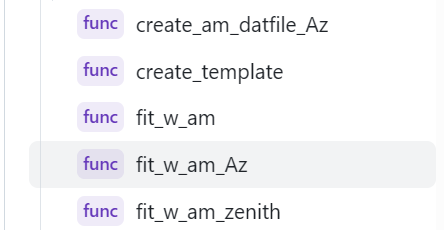 func create_am_datfile_Az
func create_template
func fit_w_am
func fit_w_am_Az
func fit_w_am_zenith